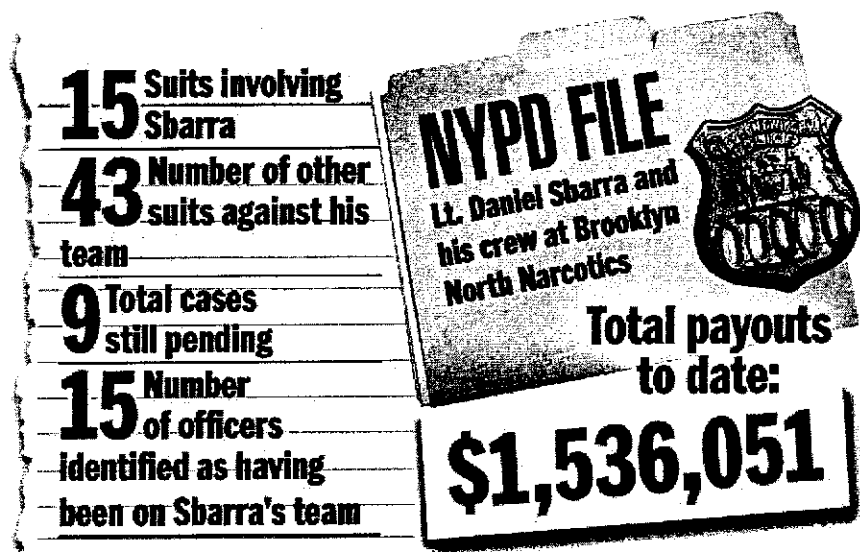 15 Suits involving
Sbarra
43 Number of other
suits against his
team
9 Total cases
still pending
15 Number
of officers
identified as having
been on Sbarra's team
NYPD FILE
Lt. Daniel Sbarra and
his crew at Brooklyn
North Narcotics
00000
Total payouts
to date:
$1,536,051